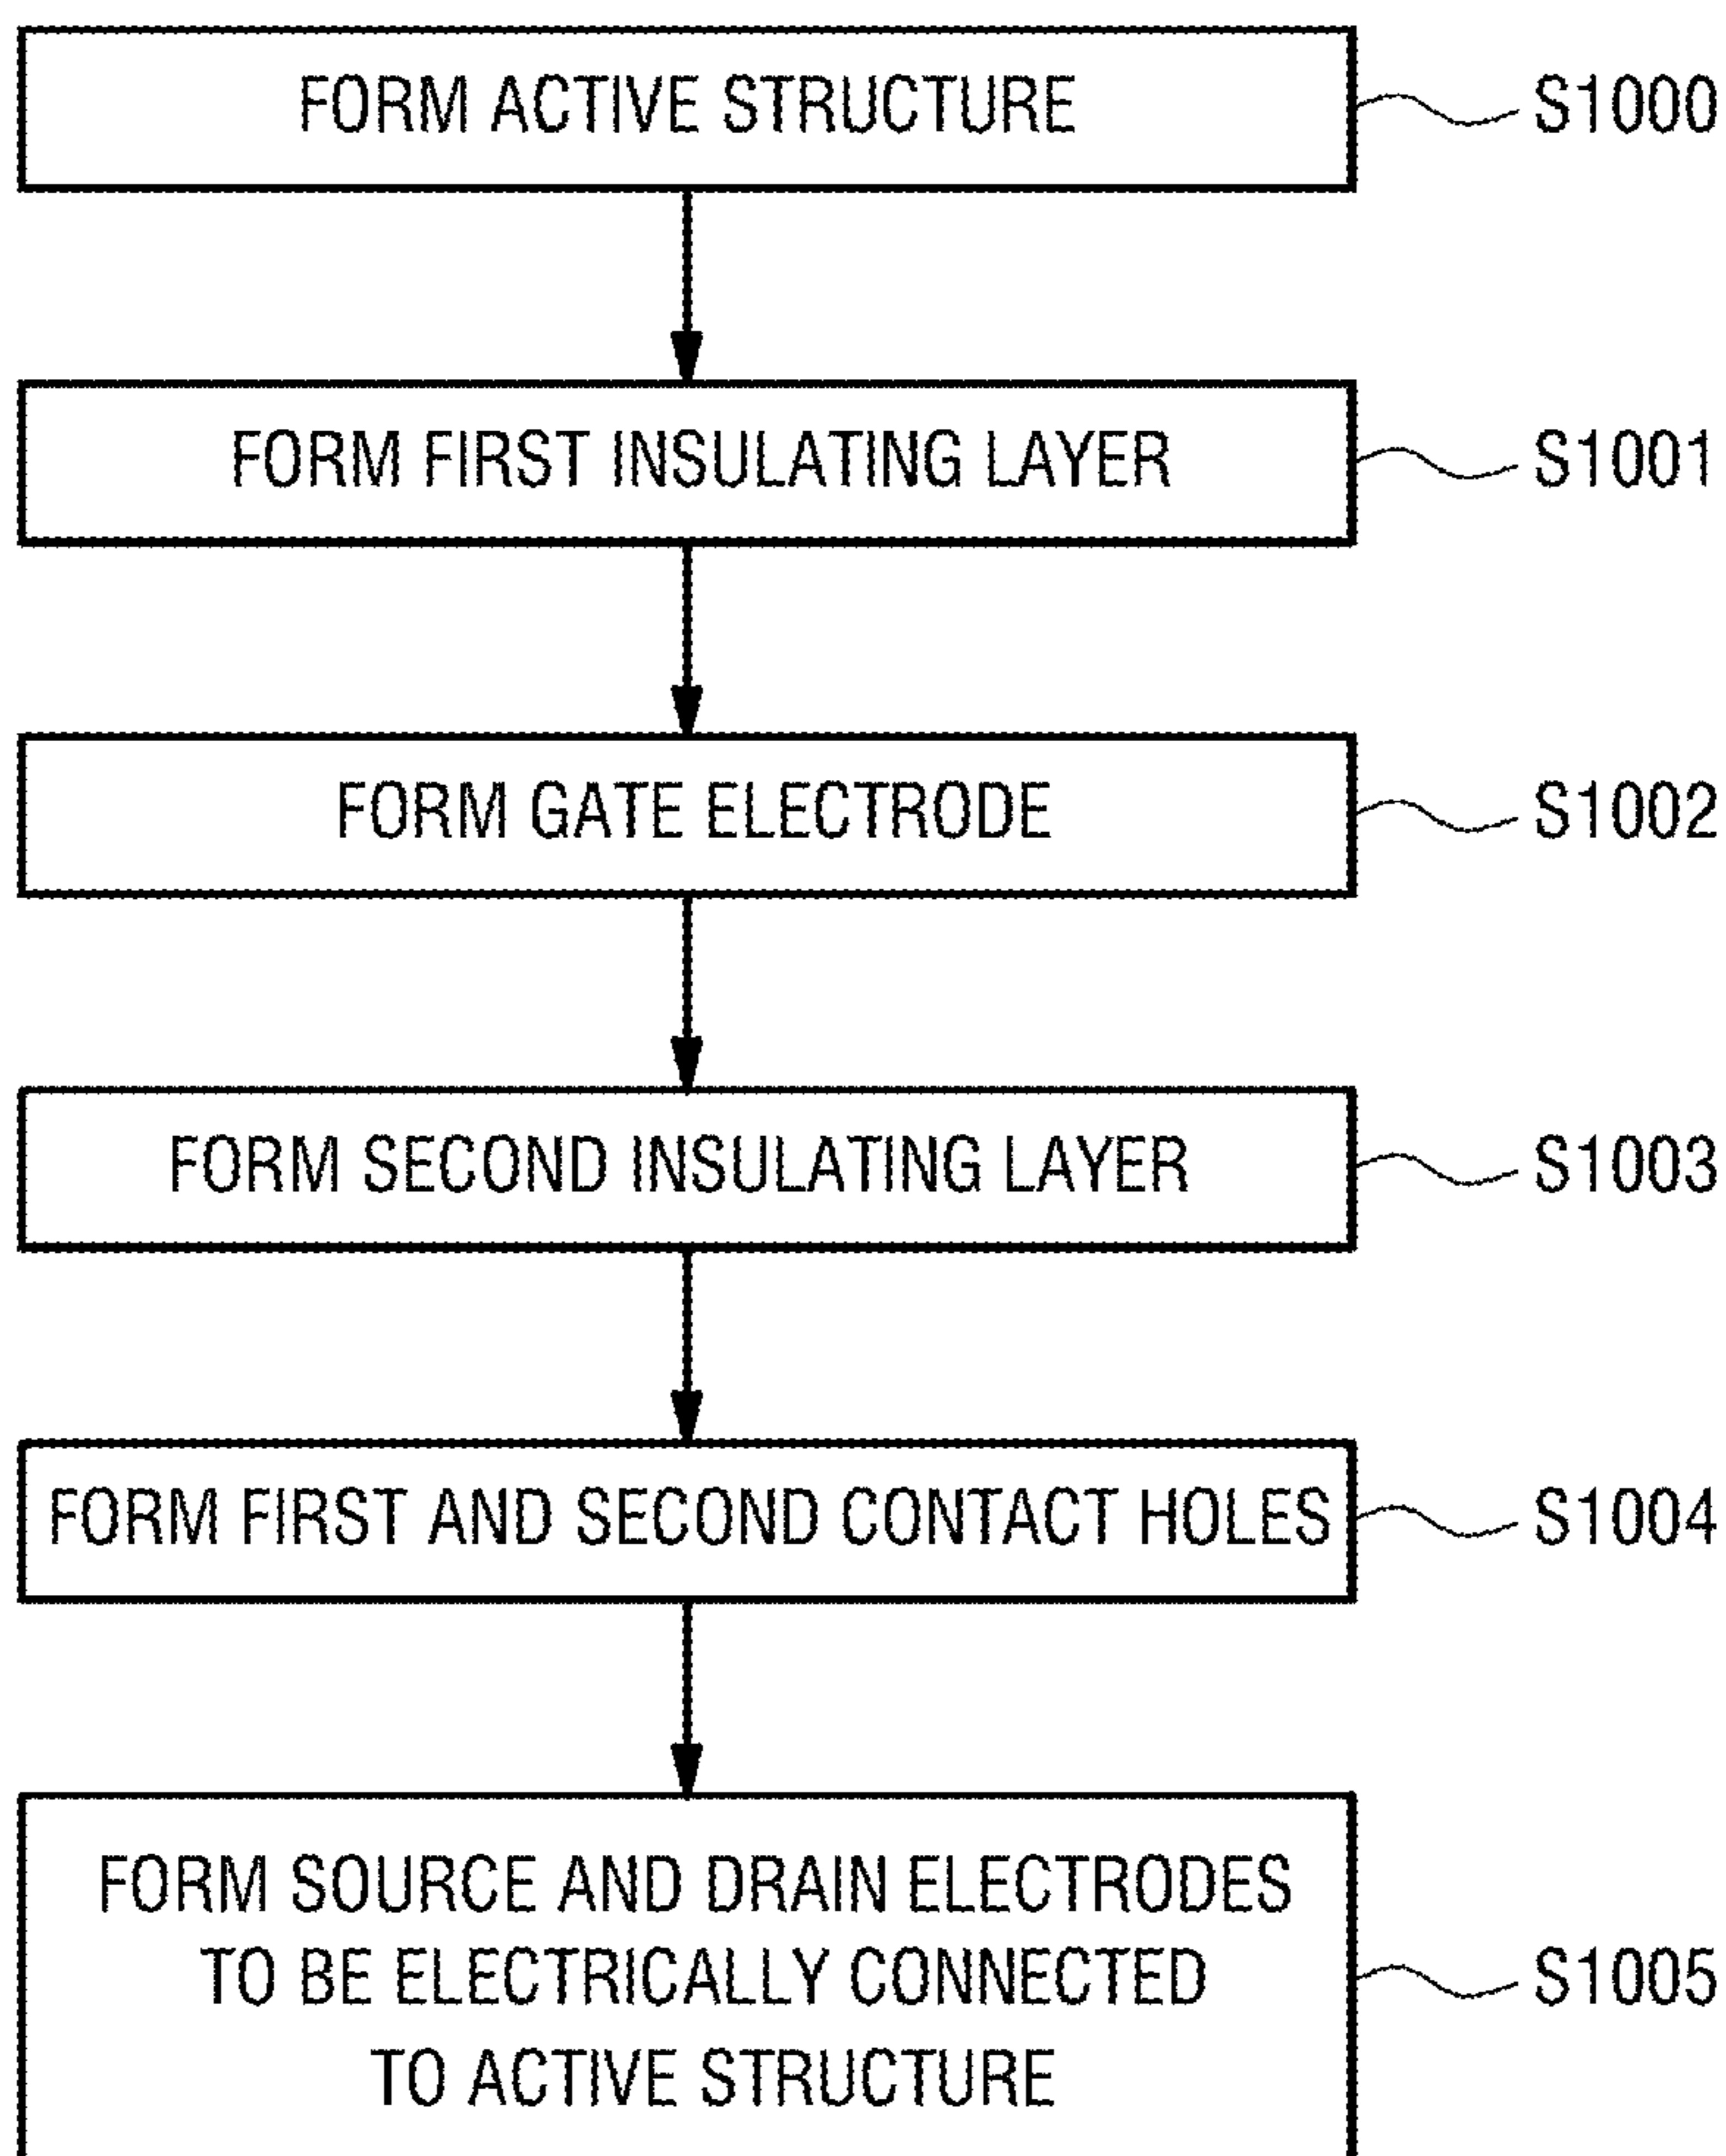 FORM ACTIVE STRUCTURE
S1000
FORM FIRST INSULATING LAYER
S1001
FORM GATE ELECTRODE
S1002
FORM SECOND INSULATING LAYER
S1003
FORM FIRST AND SECOND CONTACT HOLES
S1004
FORM SOURCE AND DRAIN ELECTRODES
TO BE ELECTRICALLY CONNECTED
TO ACTIVE STRUCTURE
S1005